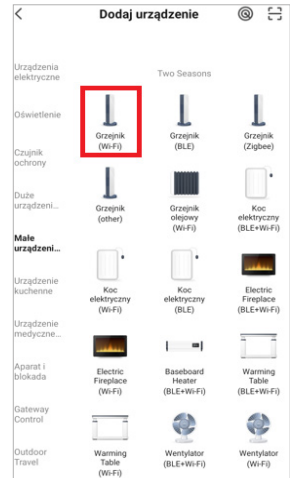 Dodaj urządzenie
Urządzenia
elektryczne
Oświetlenie
Czujnik
ochrony
Duże
urządzeni...
Małe
urządzeni...
Urządzenie
kuchenne
Urządzenie
medyczne...
Aparat i
blokada
Gateway
Control
Outdoor
Travel
Two Seasons
Grzejnik
(Wi-Fi)
Grzejnik
(BLE)
Grzejnik
(Zigbee)
Grzejnik
(other)
Grzejnik
olejowy
(Wi-Fi)
Koc
elektryczny
(BLE+Wi-Fi)
Koc
elektryczny
(Wi-Fi)
Koc
elektryczny
(BLE)
Electric
Fireplace
(BLE+Wi-Fi)
Electric
Fireplace
(Wi-Fi)
Baseboard
Heater
(BLE+Wi-Fi)
Warming
Table
(BLE+Wi-Fi)
Warming
Table
(Wi-Fi)
Wentylator
(BLE+Wi-Fi)
Wentylator
(Wi-Fi)